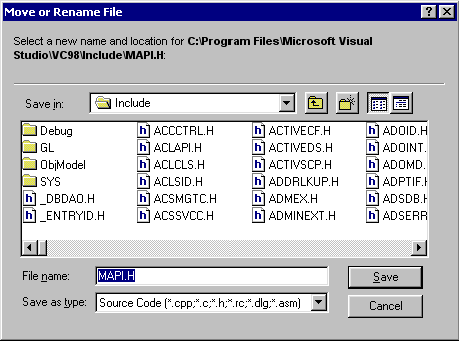 Move or Rename File
Select a new name and location for C:\Program Files\Microsoft Visual
Studio\VC98\Include\MAPI.H:
Save in: Include
Debug ACCCTRL.H ACTIVECF.H ADOID.H
GL ACLAPI.H ACTIVEDS.H ADOINT.H
ObjModel ACLCLS.H ACTIVSCP.H ADOMD.H
SYS ACLSID.H ADDRLKUP.H ADPTIF.H
_DBDAO.H ACSMGTC.H ADMEX.H ADSDB.H
_ENTRYID.H ACSSVCC.H ADMINEXT.H ADSERR
File name: MAPI.H Save
Save as type: Source Code (*.cpp;*.c;*.h;*.rc;*.dlg;*.asm) Cancel